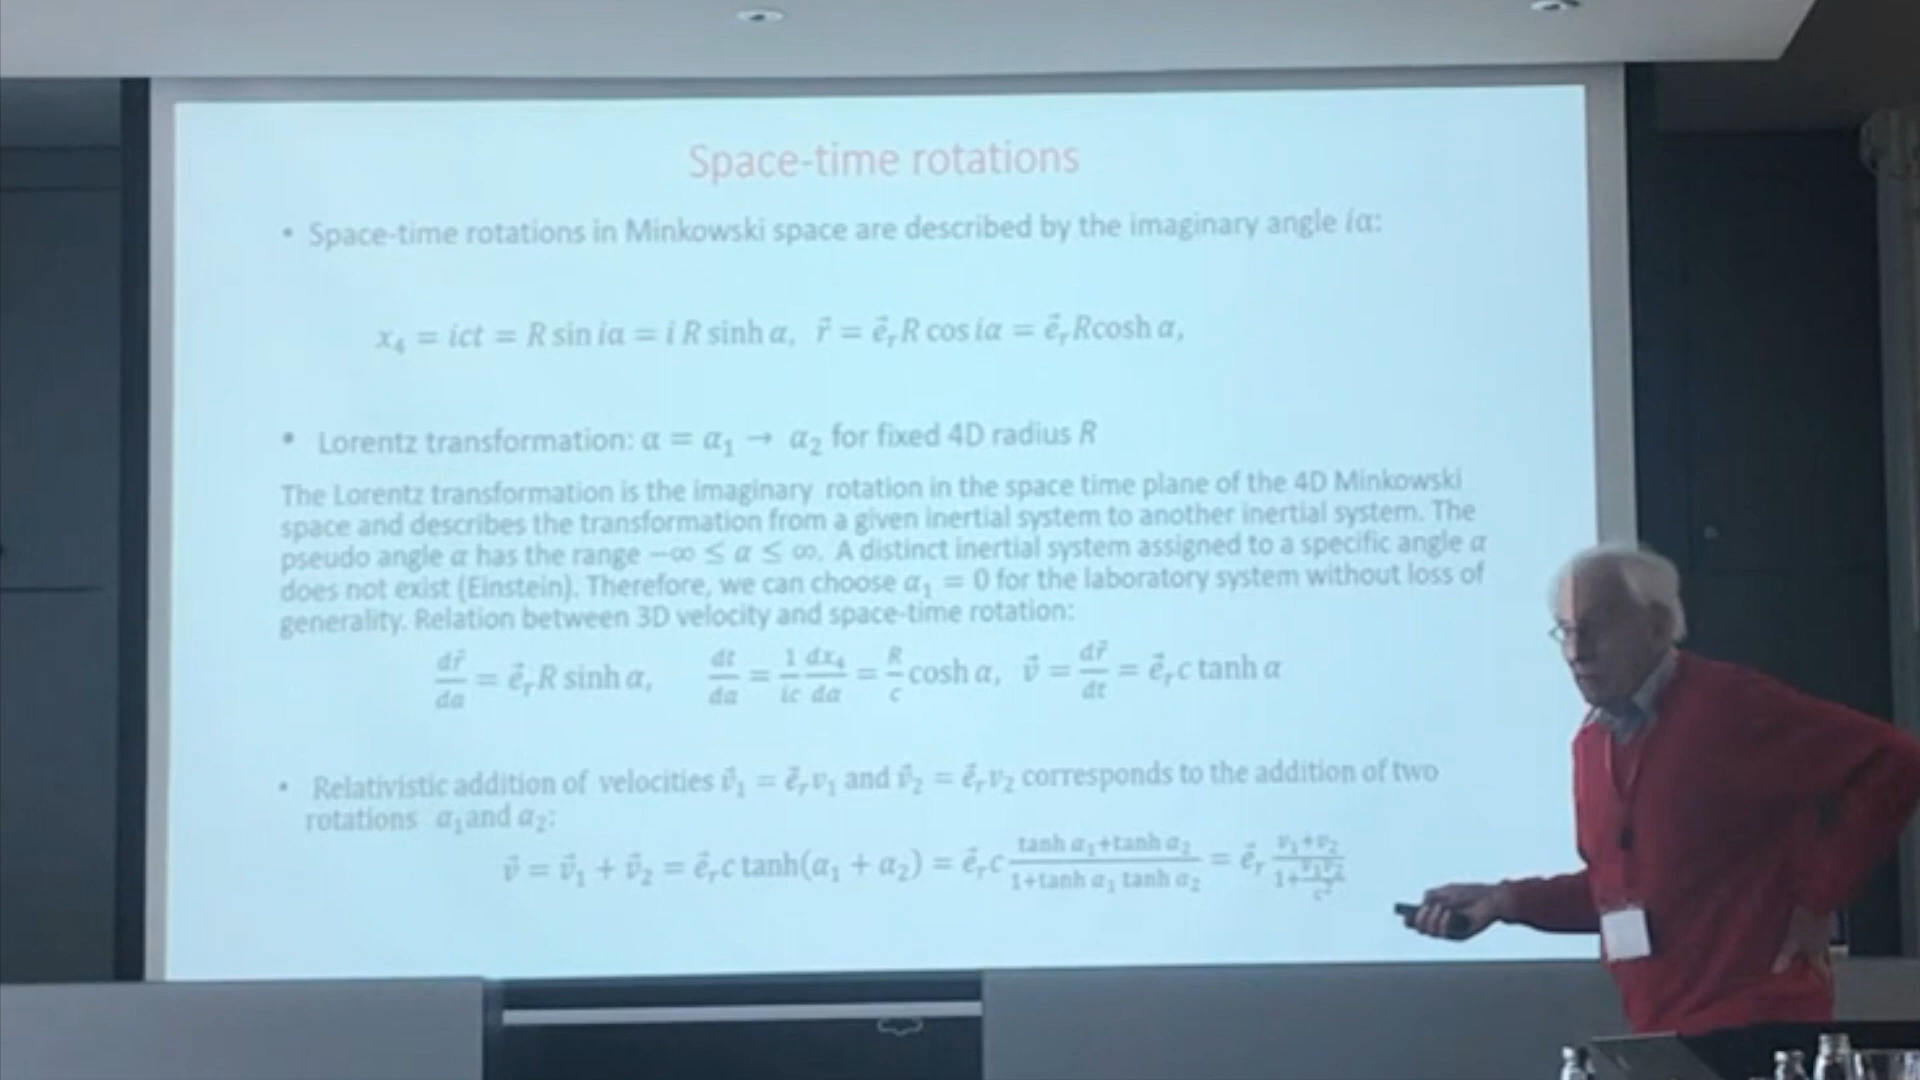 Space-time rotations
• Space-time rotations in Minkowski space are described by the imaginary angle iα:
x₄ = ict = R sin iα = i R sinh α, r⃗ = e⃗ᵣR cos iα = e⃗ᵣRcosh α,
• Lorentz transformation: α = α₁ → α₂ for fixed 4D radius R
The Lorentz transformation is the imaginary rotation in the space time plane of the 4D Minkowski
space and describes the transformation from a given inertial system to another inertial system. The
pseudo angle α has the range −∞ ≤ α ≤ ∞. A distinct inertial system assigned to a specific angle α
does not exist (Einstein). Therefore, we can choose α₁ = 0 for the laboratory system without loss of
generality. Relation between 3D velocity and space-time rotation:
dr⃗/dα = e⃗ᵣR sinh α, dt/dα = 1/ic dx₄/dα = R/c cosh α, v⃗ = dr⃗/dt = e⃗ᵣc tanh α
• Relativistic addition of velocities v⃗₁ = e⃗ᵣv₁ and v⃗₂ = e⃗ᵣv₂ corresponds to the addition of two
rotations α₁and α₂:
v⃗ = v⃗₁ + v⃗₂ = e⃗ᵣc tanh(α₁ + α₂) = e⃗ᵣc (tanh α₁+tanh α₂)/(1+tanh α₁ tanh α₂) = e⃗ᵣ (v₁+v₂)/(1+v₁v₂/c²)